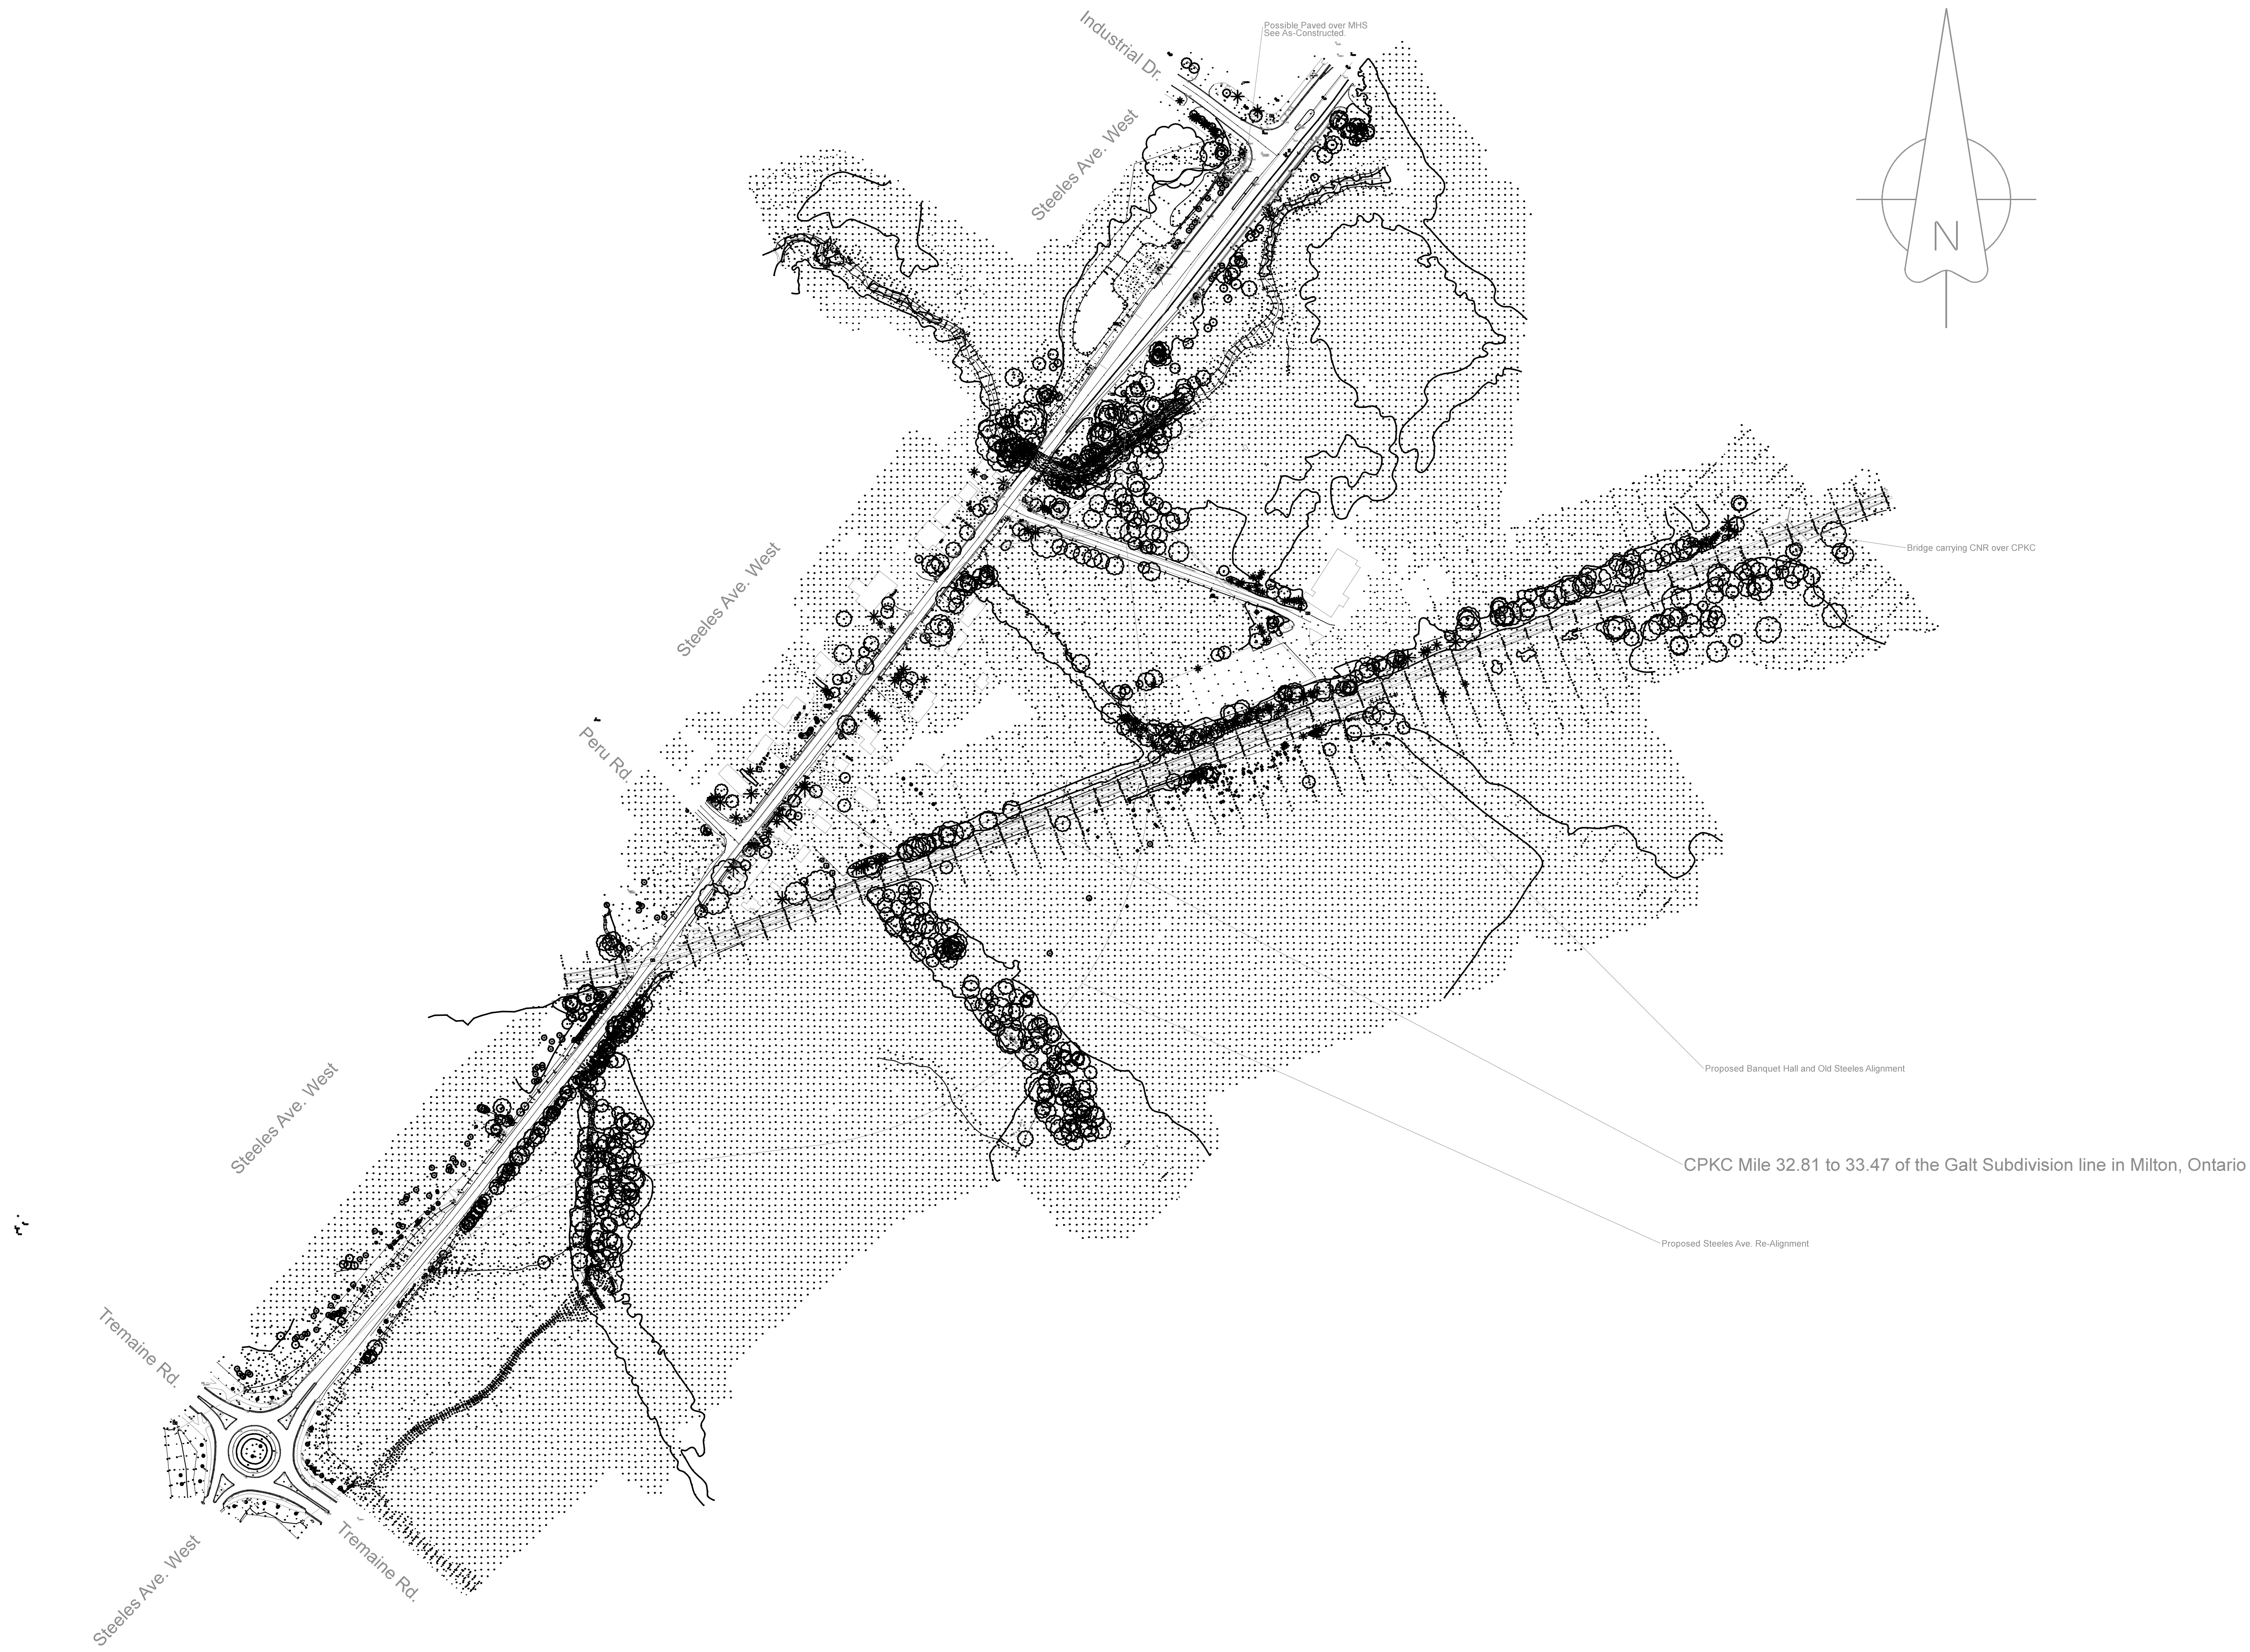 Industrial Dr.
Possible Paved over MHS
See As-Constructed.
Steeles Ave. West
N
Bridge carrying CNR over CPKC
Steeles Ave. West
Peru Rd.
Steeles Ave. West
Proposed Banquet Hall and Old Steeles Alignment
CPKC Mile 32.81 to 33.47 of the Galt Subdivision line in Milton, Ontario
Proposed Steeles Ave. Re-Alignment
Tremaine Rd.
Tremaine Rd.
Steeles Ave. West